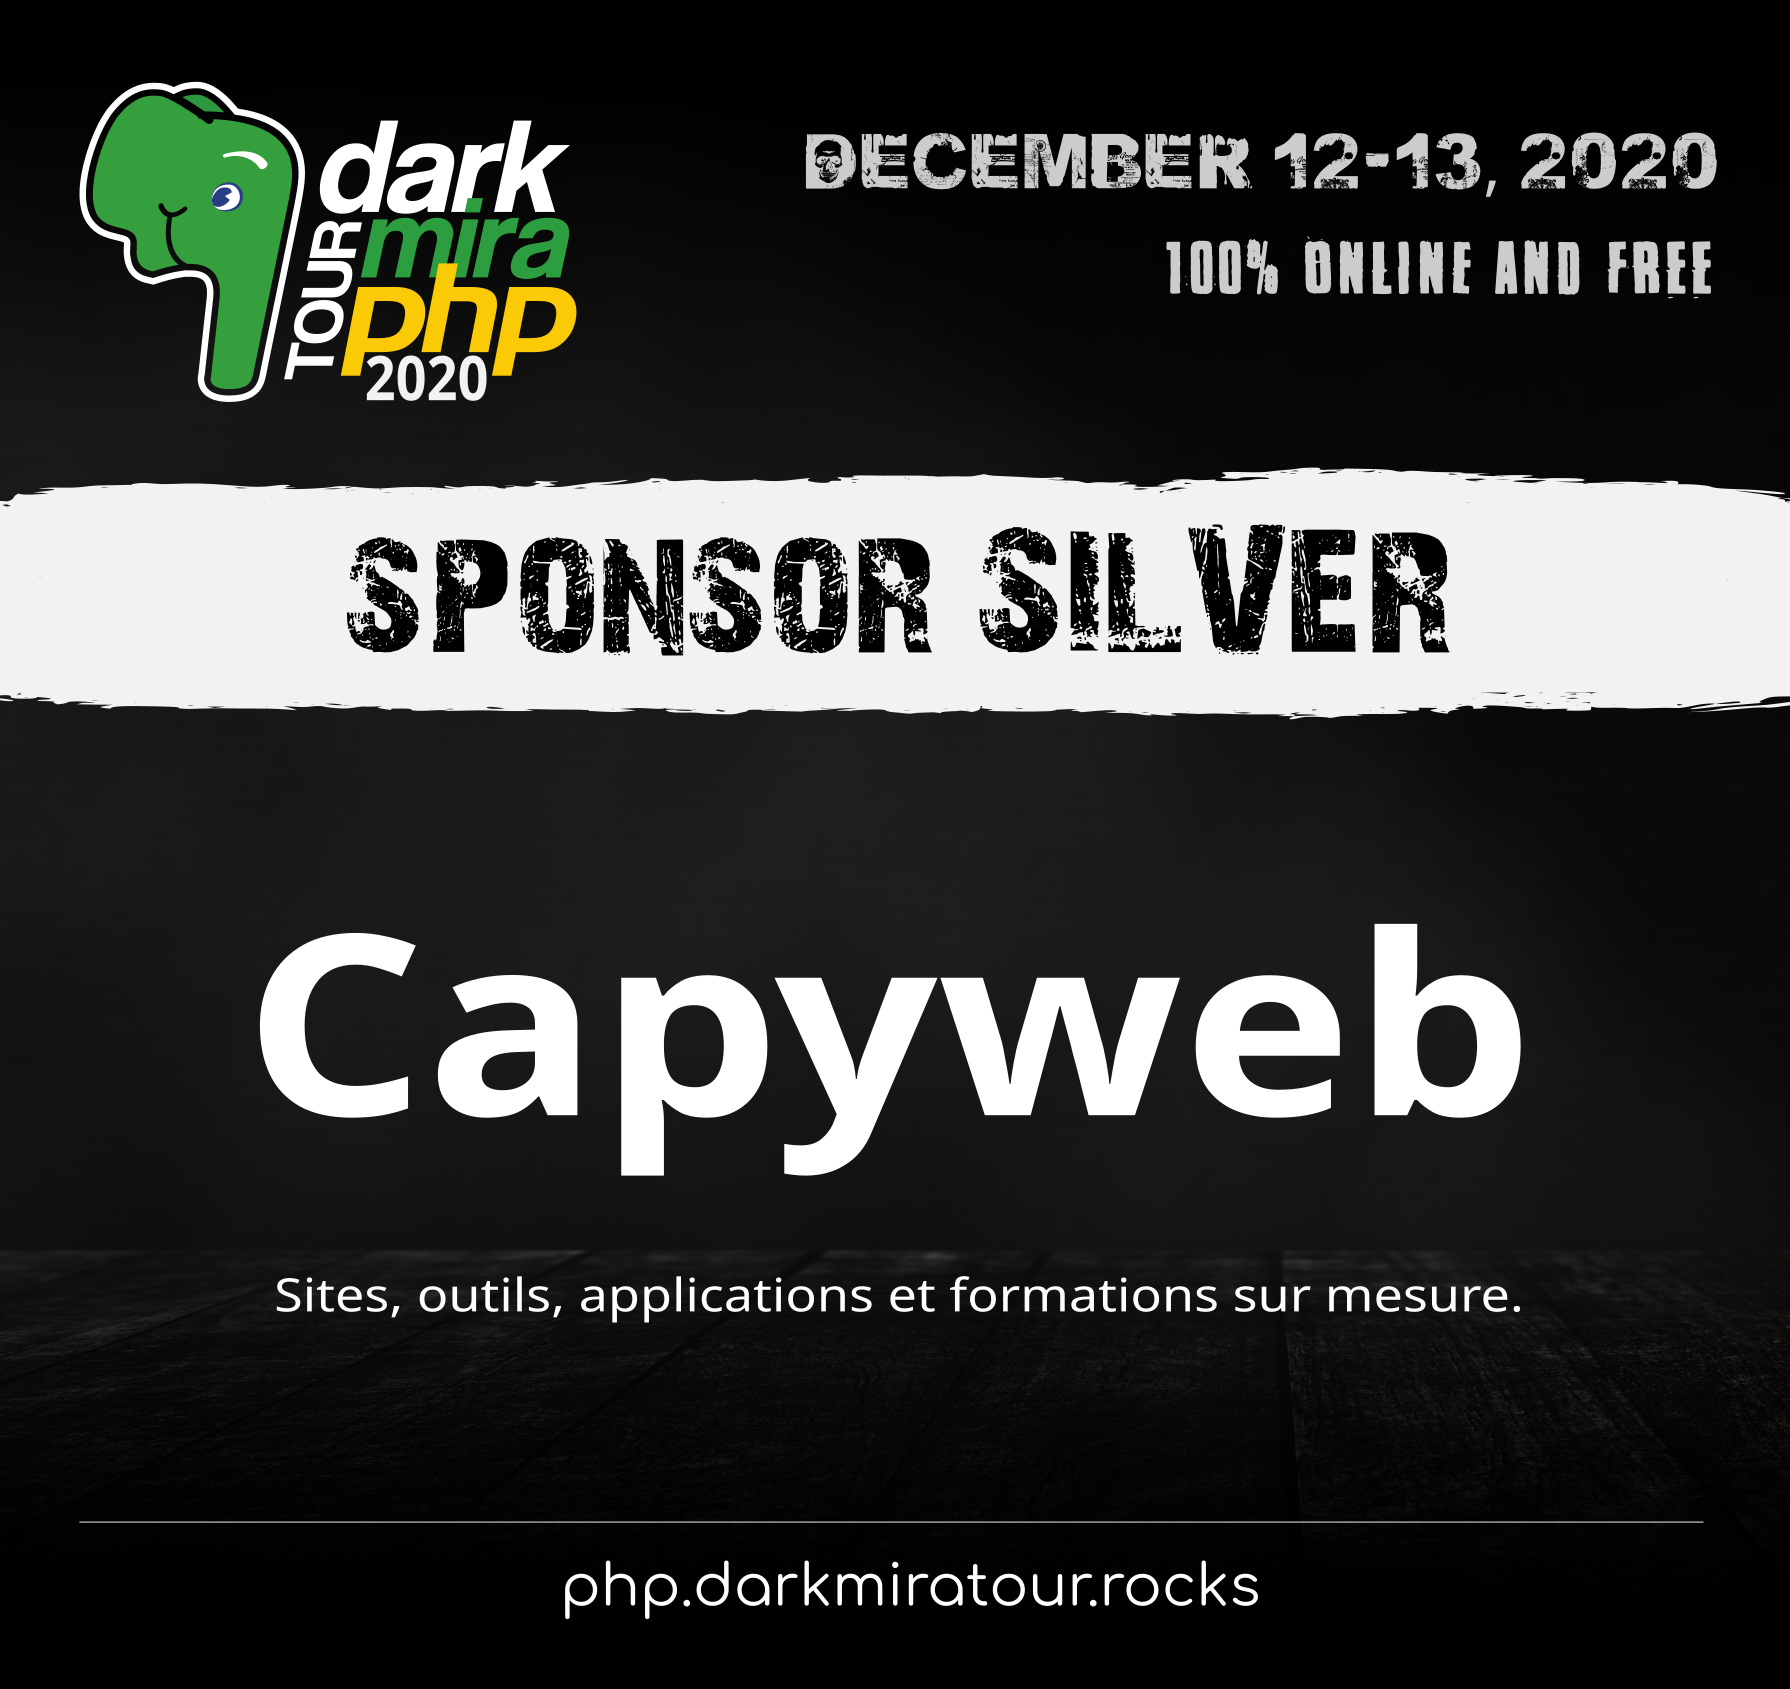 dark
mira
TOUR
php
2020
DECEMBER 12-13, 2020
100% ONLINE AND FREE
SPONSOR SILVER
Capyweb
Sites, outils, applications et formations sur mesure.
php.darkmiratour.rocks